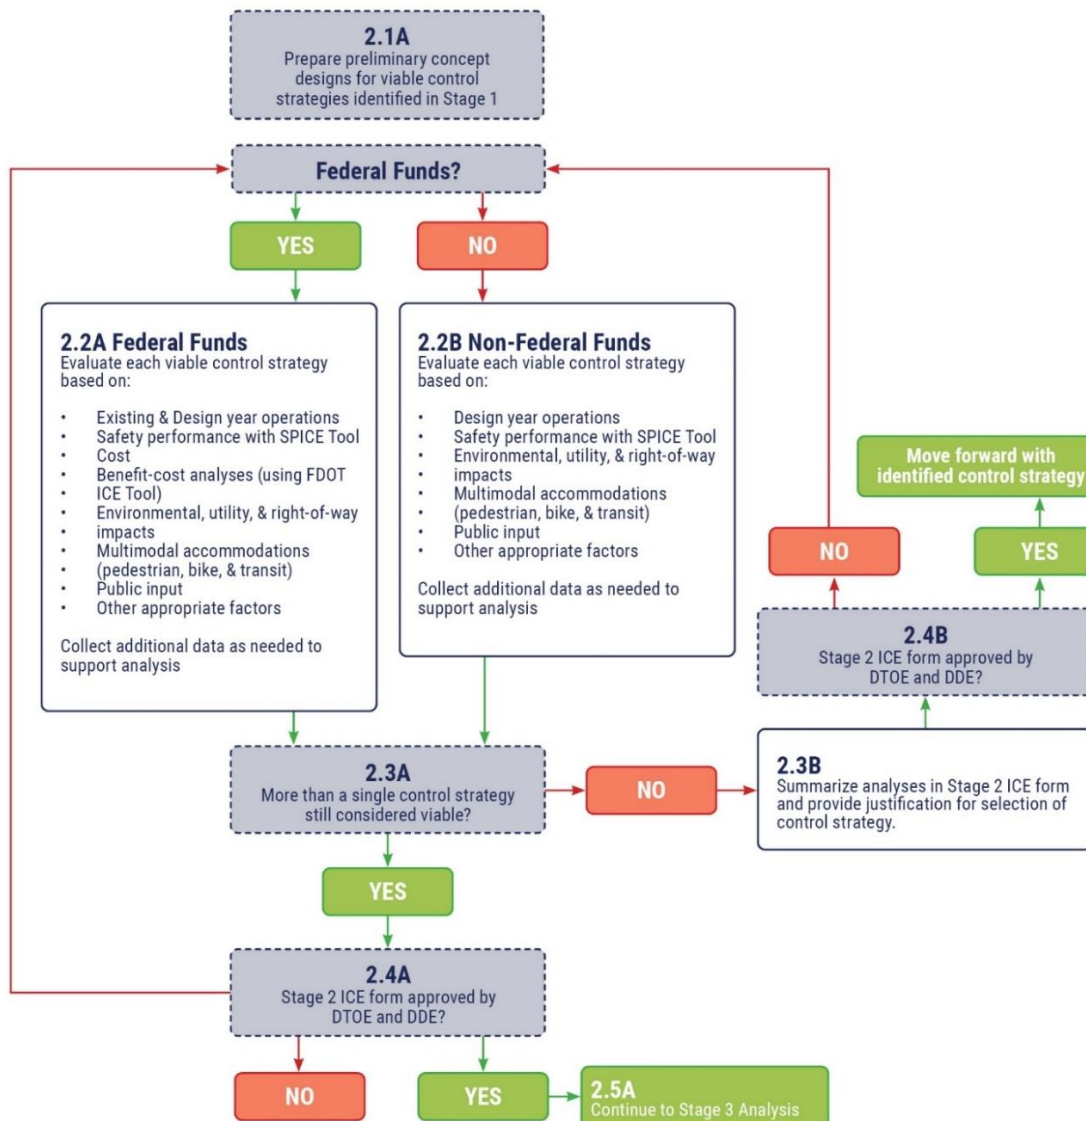 2.1A
Prepare preliminary concept
designs for viable control
strategies identified in Stage 1
Federal Funds?
YES
NO
2.2A Federal Funds
Evaluate each viable control strategy
based on:
• Existing & Design year operations
• Safety performance with SPICE Tool
• Cost
• Benefit-cost analyses (using FDOT
• ICE Tool)
• Environmental, utility, & right-of-way
• impacts
• Multimodal accommodations
• (pedestrian, bike, & transit)
• Public input
• Other appropriate factors
Collect additional data as needed to
support analysis
2.2B Non-Federal Funds
Evaluate each viable control strategy
based on:
• Design year operations
• Safety performance with SPICE Tool
• Environmental, utility, & right-of-way
• impacts
• Multimodal accommodations
• (pedestrian, bike, & transit)
• Public input
• Other appropriate factors
Collect additional data as needed to
support analysis
Move forward with
identified control strategy
NO
YES
2.4B
Stage 2 ICE form approved by
DTOE and DDE?
2.3A
More than a single control strategy
still considered viable?
NO
2.3B
Summarize analyses in Stage 2 ICE form
and provide justification for selection of
control strategy.
YES
2.4A
Stage 2 ICE form approved by
DTOE and DDE?
NO
YES
2.5A
Continue to Stage 3 Analysis